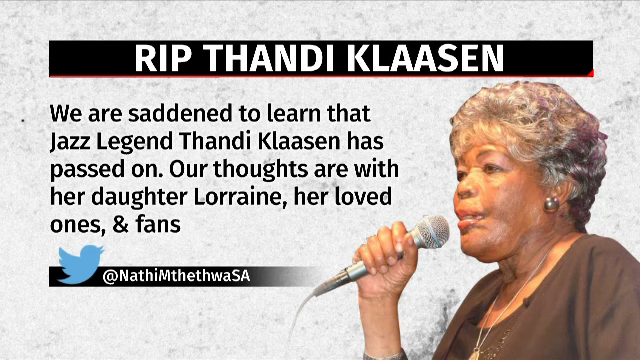 RIP THANDI KLAASEN
We are saddened to learn that
Jazz Legend Thandi Klaasen has
passed on. Our thoughts are with
her daughter Lorraine, her loved
ones, & fans
@NathiMthethwaSA